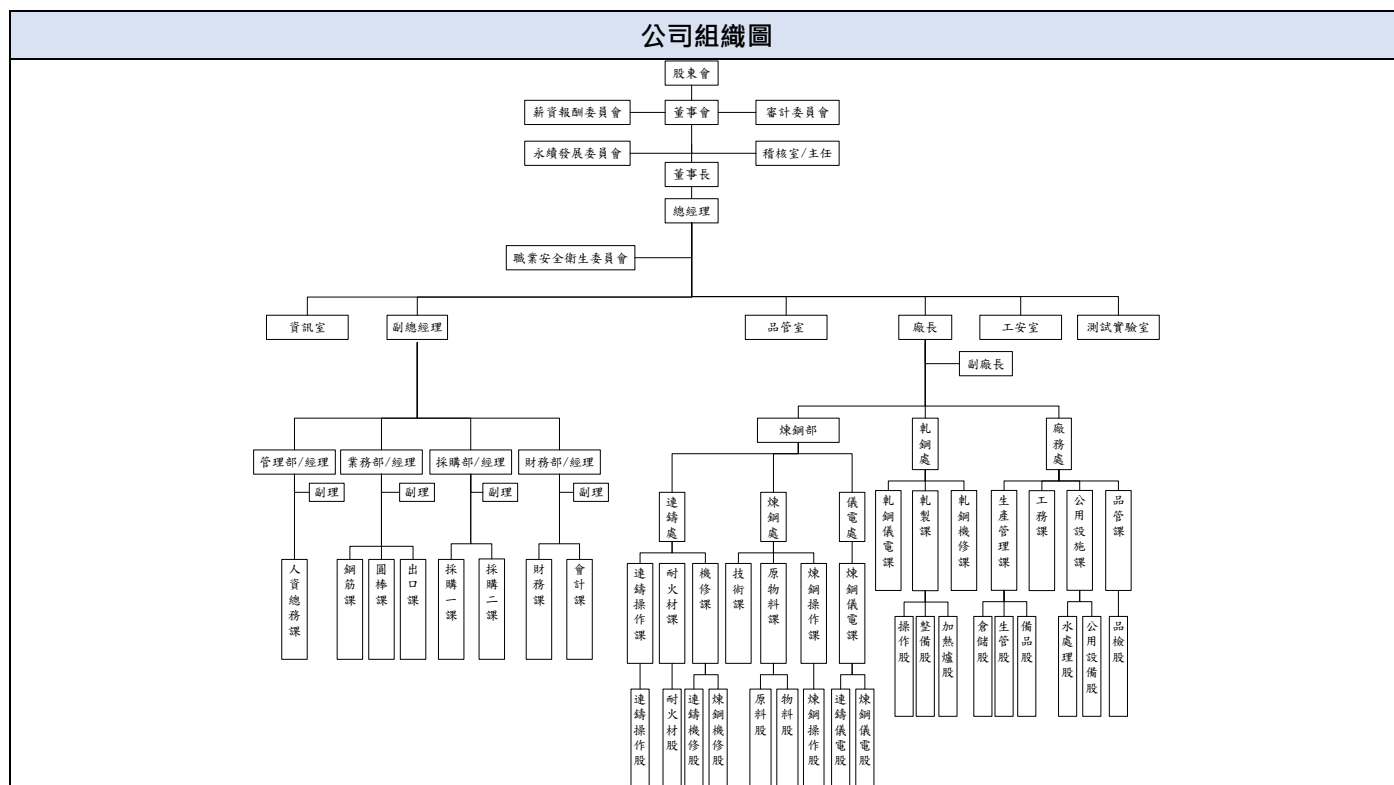 公司組織圖
股東會
薪資報酬委員會
董事會
審計委員會
永續發展委員會
稽核室/主任
董事長
總經理
職業安全衛生委員會
資訊室
副總經理
品管室
廠長
工安室
測試實驗室
副廠長
煉鋼部
軋鋼處
廠務處
管理部/經理
業務部/經理
採購部/經理
財務部/經理
副理
副理
副理
副理
連鑄處
煉鋼處
儀電處
軋鋼儀電課
軋製課
軋鋼機修課
生產管理課
工務課
公用設施課
品管課
人資總務課
鋼筋課
圓棒課
出口課
採購一課
採購二課
財務課
會計課
連鑄操作課
耐火材課
機修課
技術課
原物料課
煉鋼操作課
煉鋼儀電課
操作股
整備股
加熱爐股
倉儲股
生管股
備品股
水處理股
公用設備股
品檢股
連鑄操作股
耐火材股
連鑄機修股
煉鋼機修股
原料股
物料股
煉鋼操作股
連鑄儀電股
煉鋼儀電股